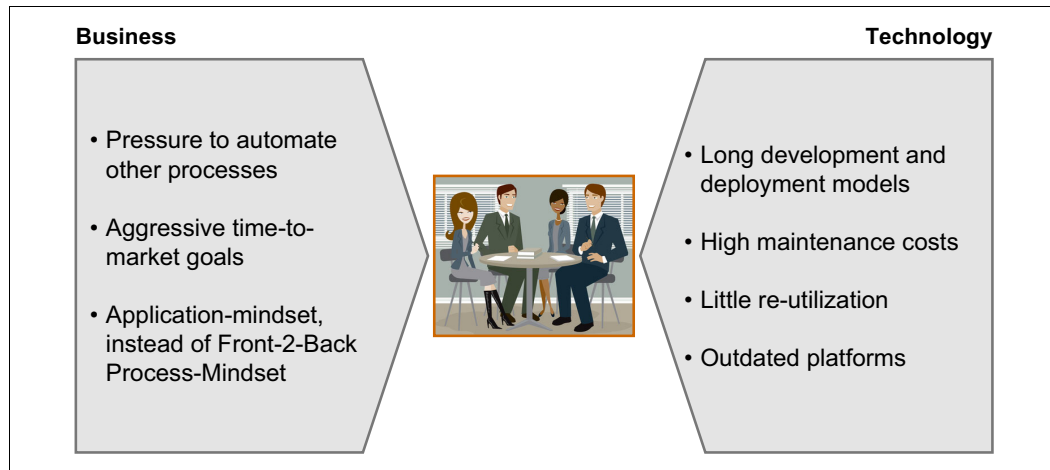 Business
• Pressure to automate
other processes
• Aggressive time-to-
market goals
• Application-mindset,
instead of Front-2-Back
Process-Mindset
Technology
• Long development and
deployment models
• High maintenance costs
• Little re-utilization
• Outdated platforms